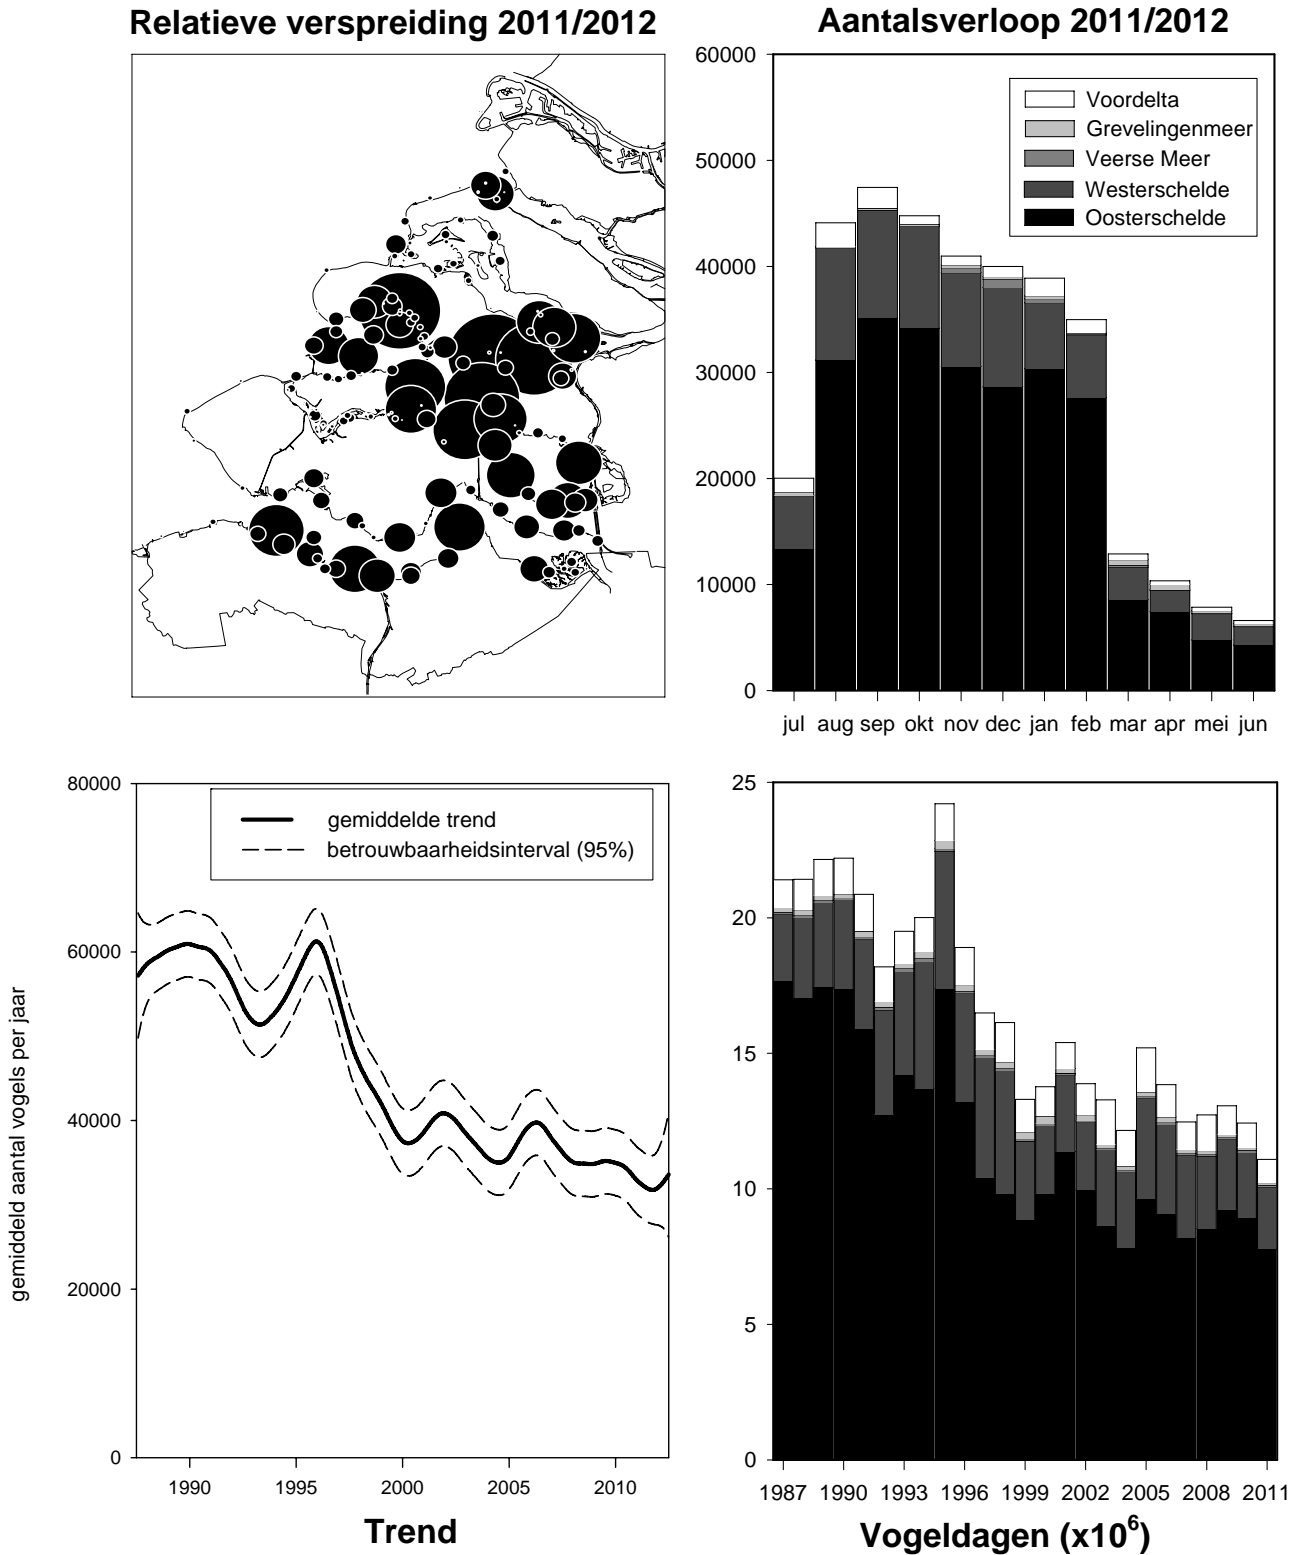 Relatieve verspreiding 2011/2012
Aantalsverloop 2011/2012
60000
50000
40000
30000
20000
10000
0
Voordelta
Grevelingenmeer
Veerse Meer
Westerschelde
Oosterschelde
jul aug sep okt nov dec jan feb mar apr mei jun
gemiddeld aantal vogels per jaar
80000
60000
40000
20000
0
gemiddelde trend
betrouwbaarheidsinterval (95%)
1990 1995 2000 2005 2010
Trend
25
20
15
10
5
0
1987 1990 1993 1996 1999 2002 2005 2008 2011
Vogeldagen (x10⁶)